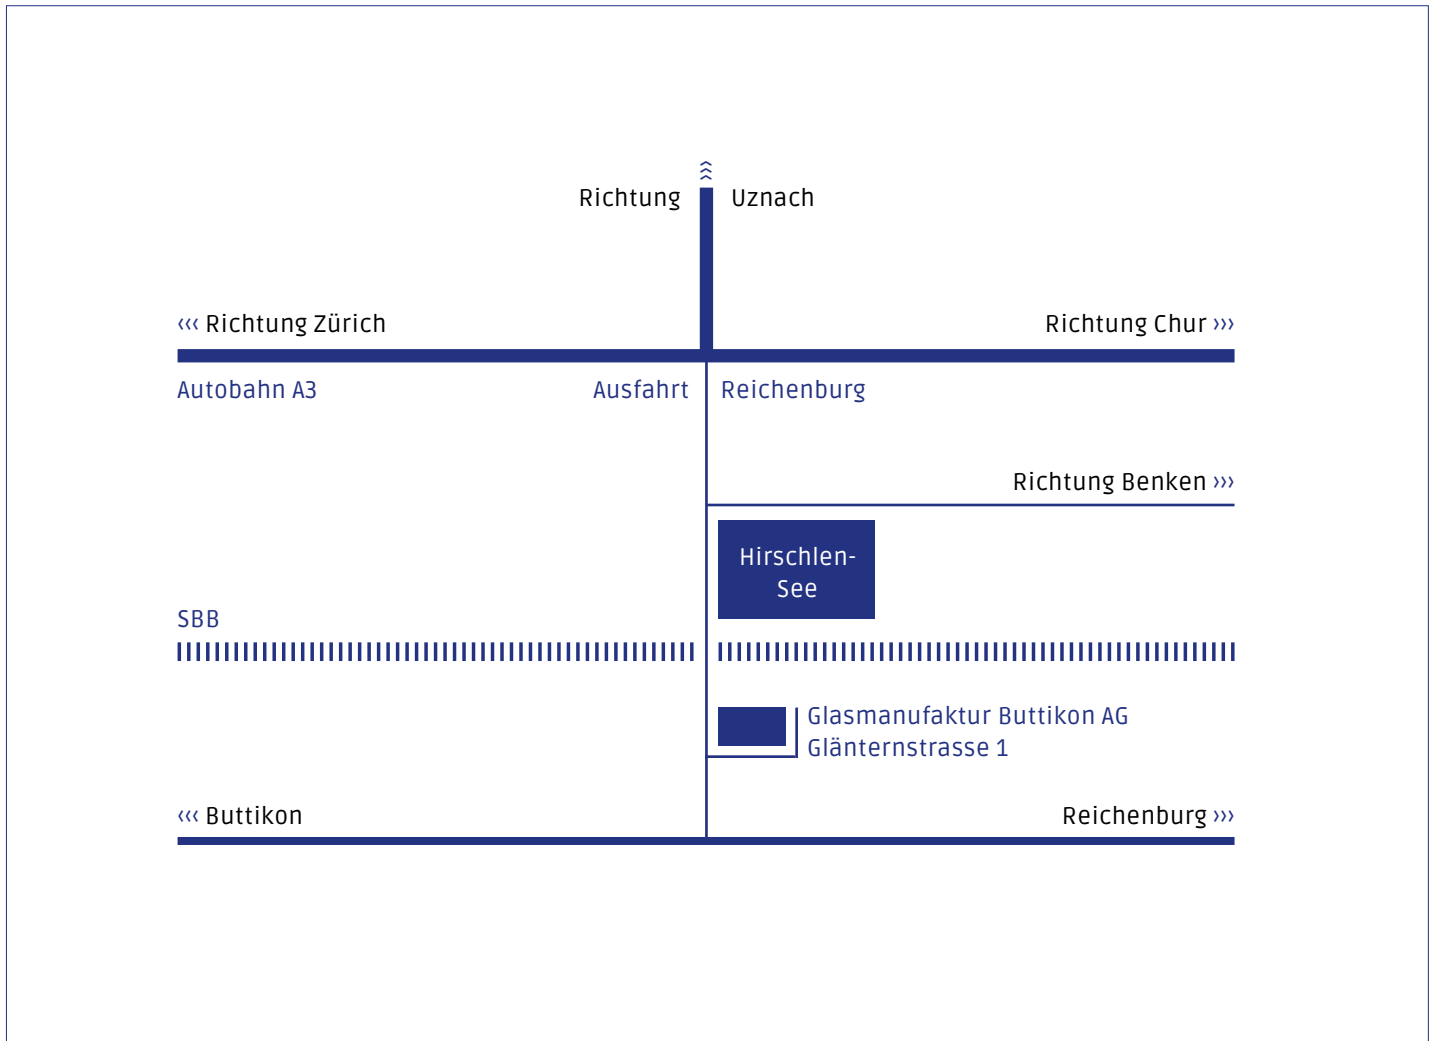 Richtung Uznach
‹‹‹ Richtung Zürich
Richtung Chur ›››
Autobahn A3
Ausfahrt Reichenburg
Richtung Benken ›››
Hirschlen-
See
SBB
Glasmanufaktur Buttikon AG
Gläntернstrasse 1
‹‹‹ Buttikon
Reichenburg ›››